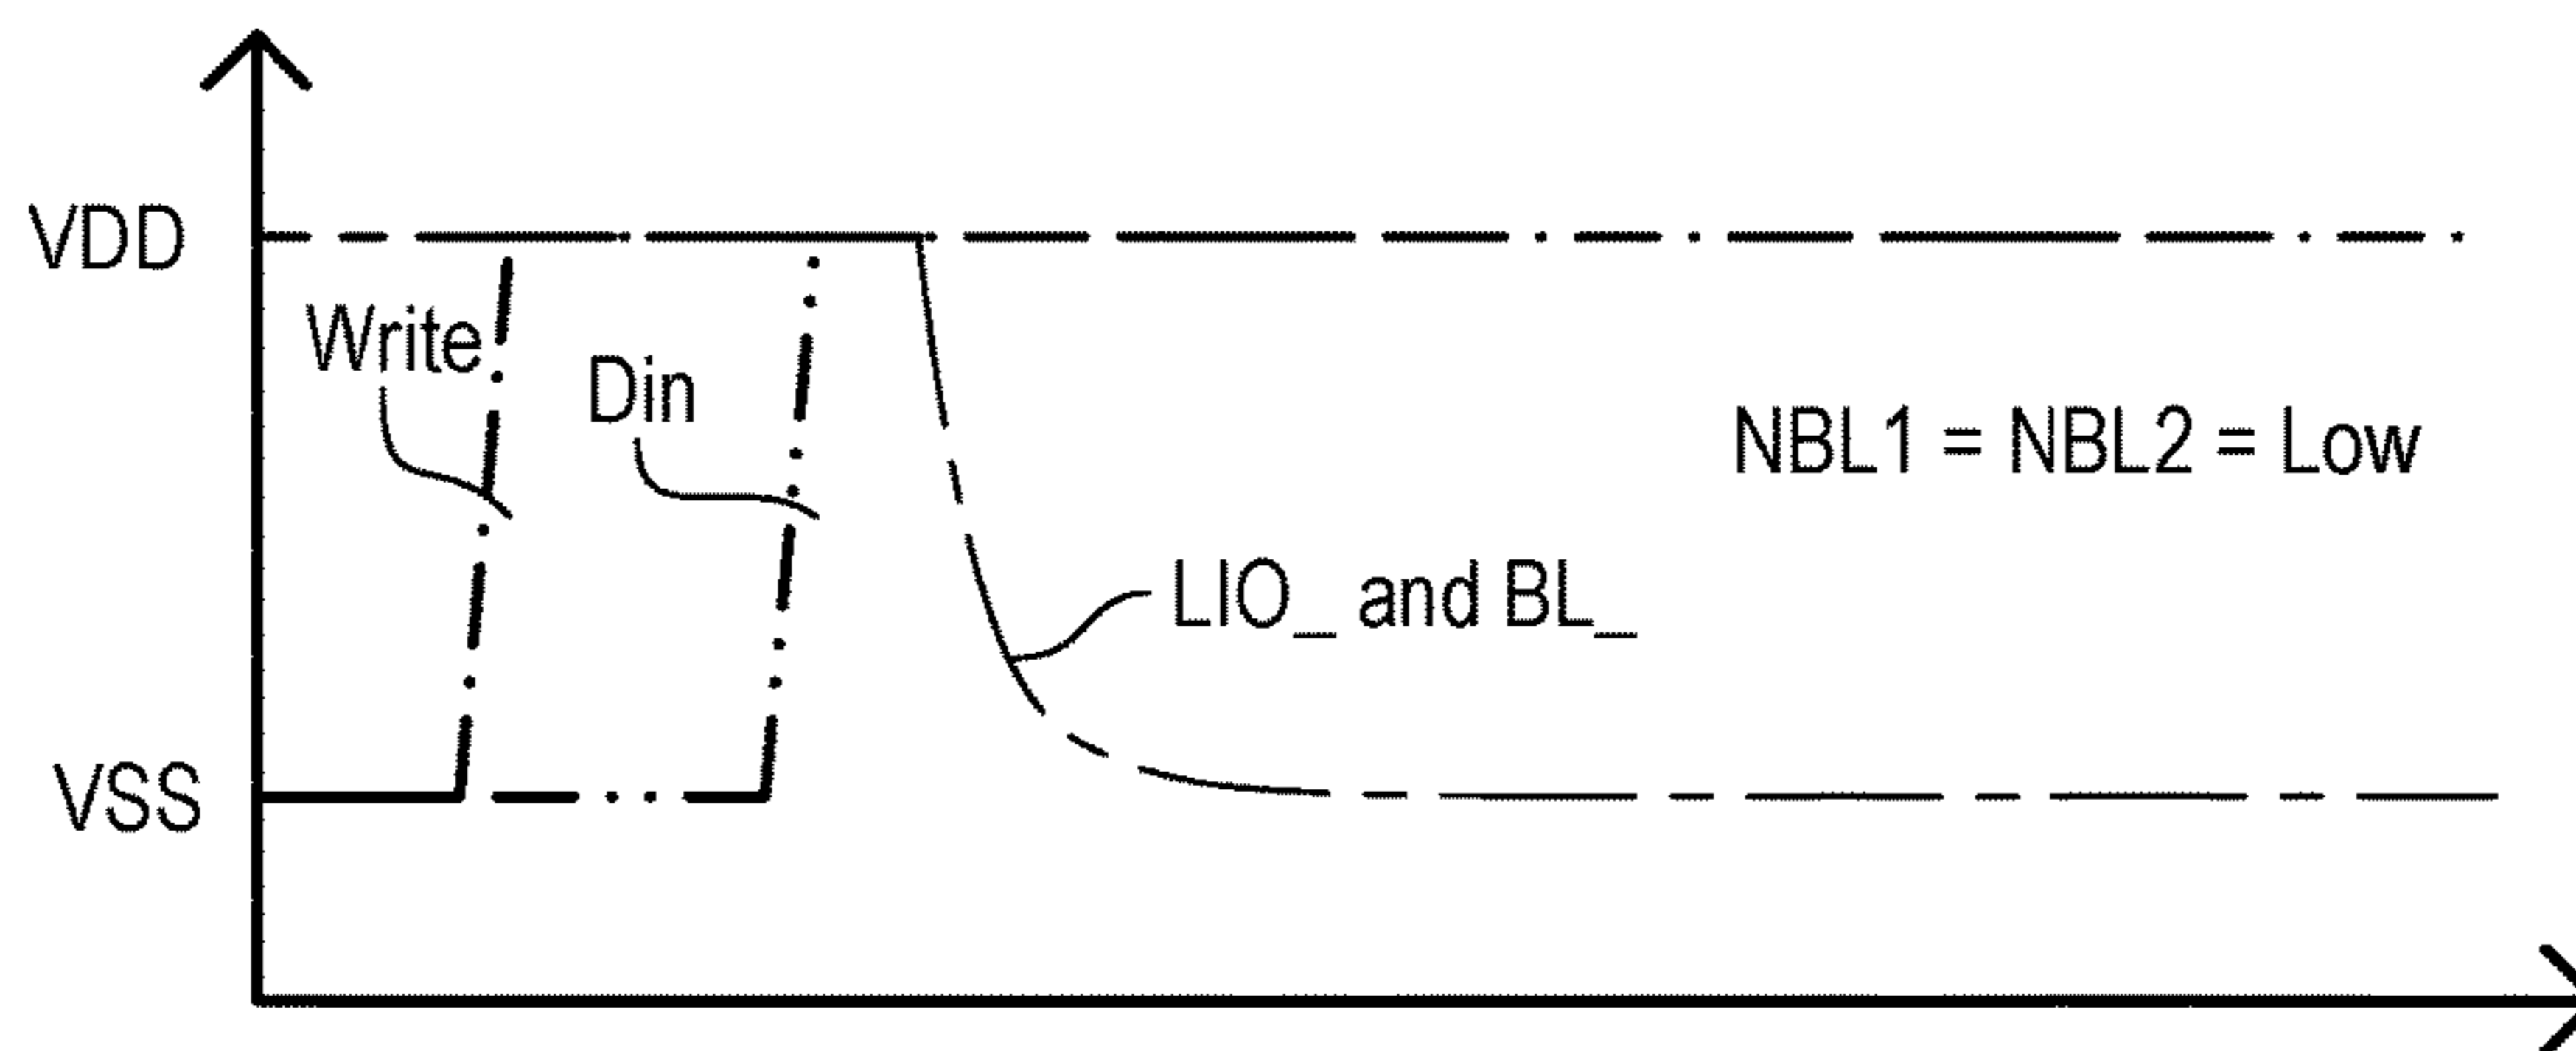 VDD
Write
Din
NBL1 = NBL2 = Low
LIO_ and BL_
VSS